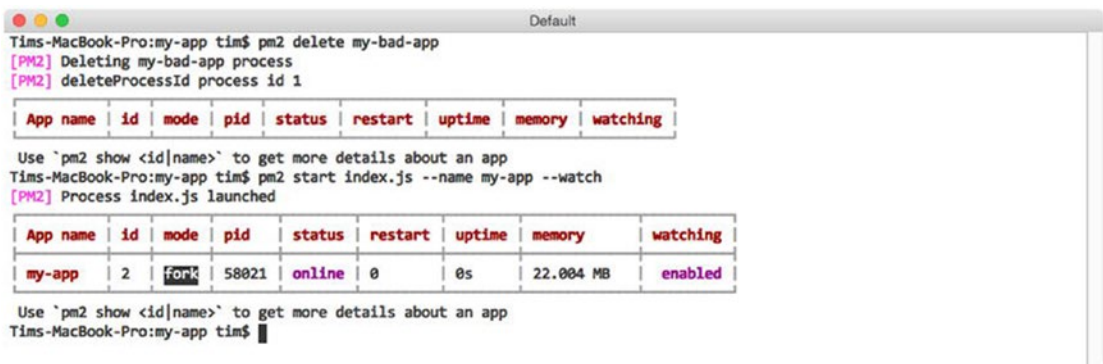 Default
Tims-MacBook-Pro:my-app tim$ pm2 delete my-bad-app
[PM2] Deleting my-bad-app process
[PM2] deleteProcessId process id 1
App name | id | mode | pid | status | restart | uptime | memory | watching
Use `pm2 show <id|name>` to get more details about an app
Tims-MacBook-Pro:my-app tim$ pm2 start index.js --name my-app --watch
[PM2] Process index.js launched
App name | id | mode | pid | status | restart | uptime | memory | watching
my-app | 2 | fork | 58021 | online | 0 | 0s | 22.004 MB | enabled
Use `pm2 show <id|name>` to get more details about an app
Tims-MacBook-Pro:my-app tim$